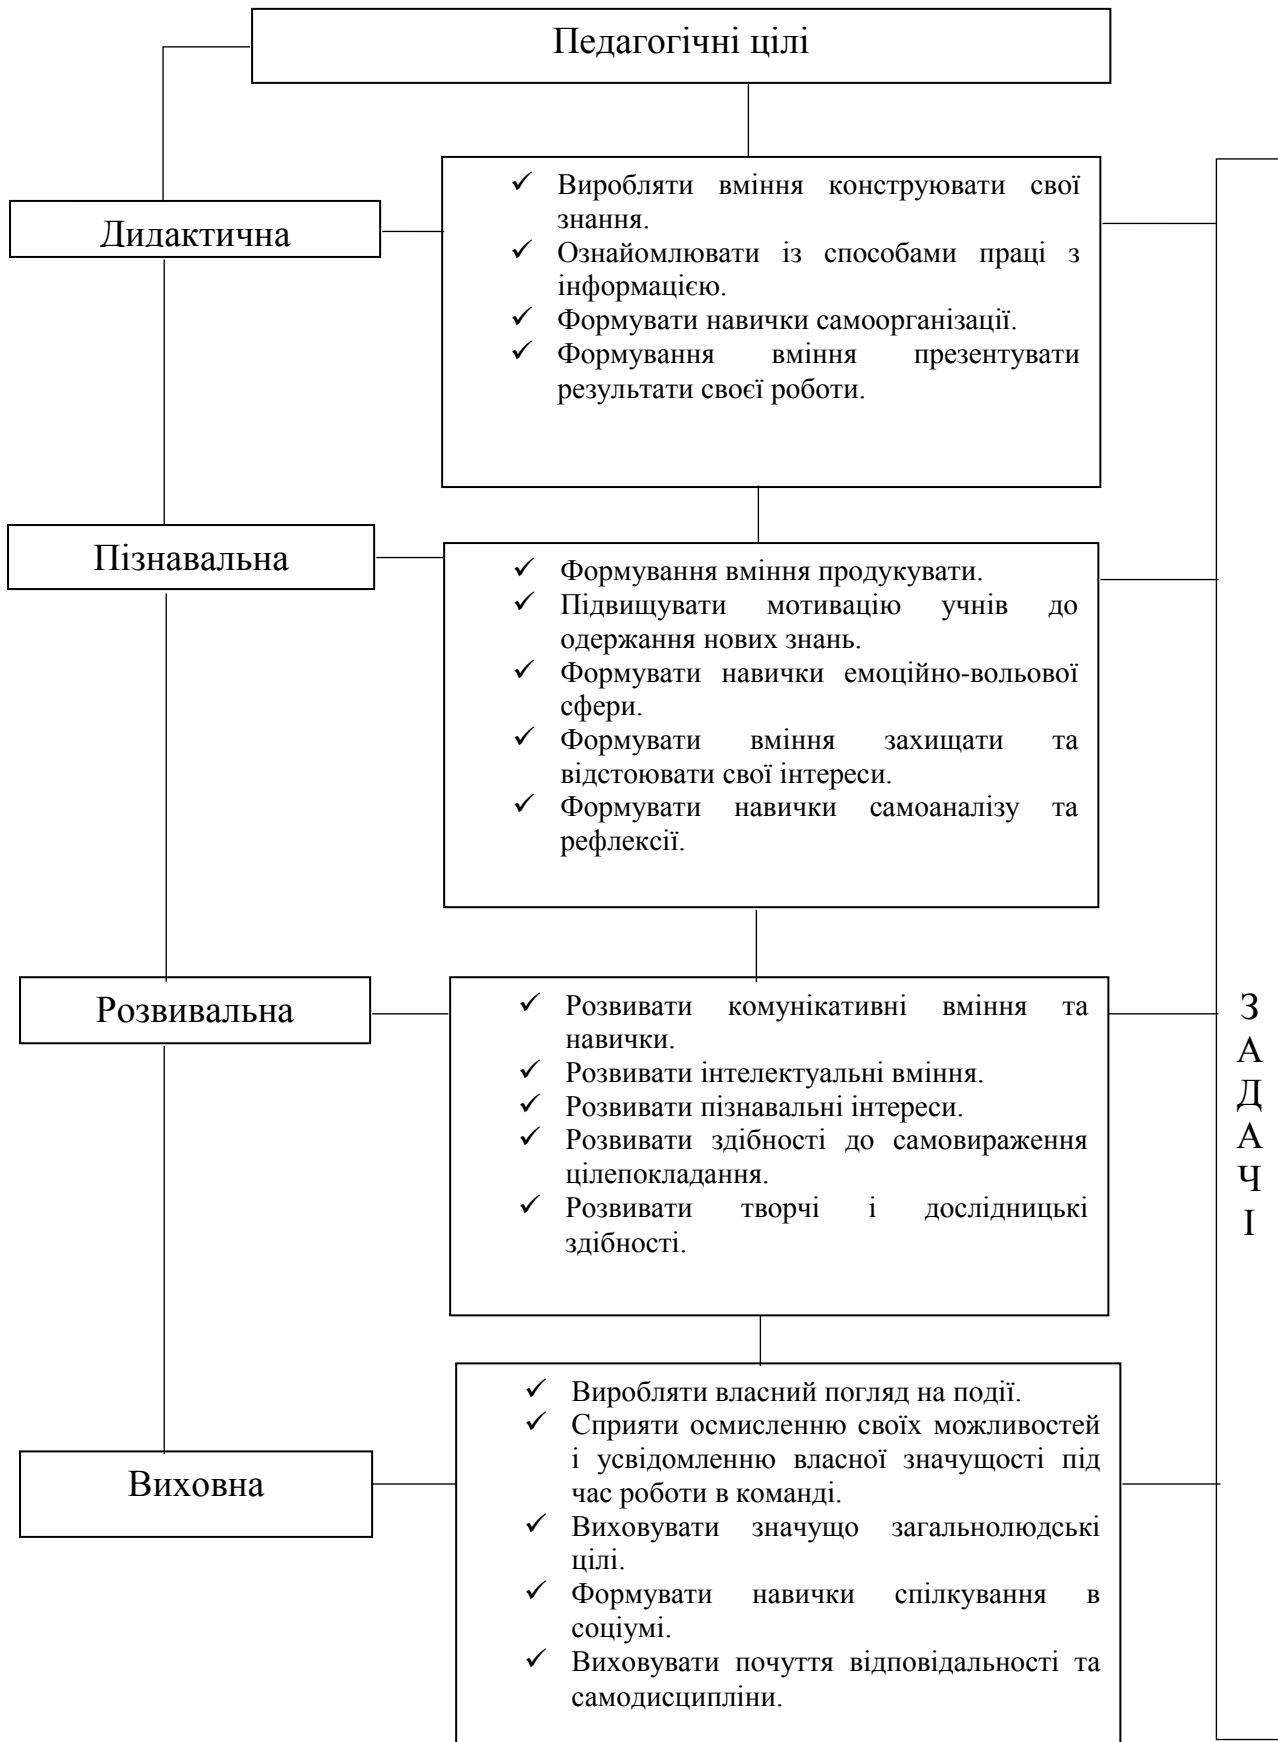 Педагогічні цілі
Дидактична
✓ Виробляти вміння конструювати свої
знання.
✓ Ознайомлювати із способами праці з
інформацією.
✓ Формувати навички самоорганізації.
✓ Формування вміння презентувати
результати своєї роботи.
Пізнавальна
✓ Формування вміння продукувати.
✓ Підвищувати мотивацію учнів до
одержання нових знань.
✓ Формувати навички емоційно-вольової
сфери.
✓ Формувати вміння захищати та
відстоювати свої інтереси.
✓ Формувати навички самоаналізу та
рефлексії.
Розвивальна
✓ Розвивати комунікативні вміння та
навички.
✓ Розвивати інтелектуальні вміння.
✓ Розвивати пізнавальні інтереси.
✓ Розвивати здібності до самовираження
цілепокладання.
✓ Розвивати творчі і дослідницькі
здібності.
Виховна
✓ Виробляти власний погляд на події.
✓ Сприяти осмисленню своїх можливостей
і усвідомленню власної значущості під
час роботи в команді.
✓ Виховувати значущо загальнолюдські
цілі.
✓ Формувати навички спілкування в
соціумі.
✓ Виховувати почуття відповідальності та
самодисципліни.
З
А
Д
А
Ч
І